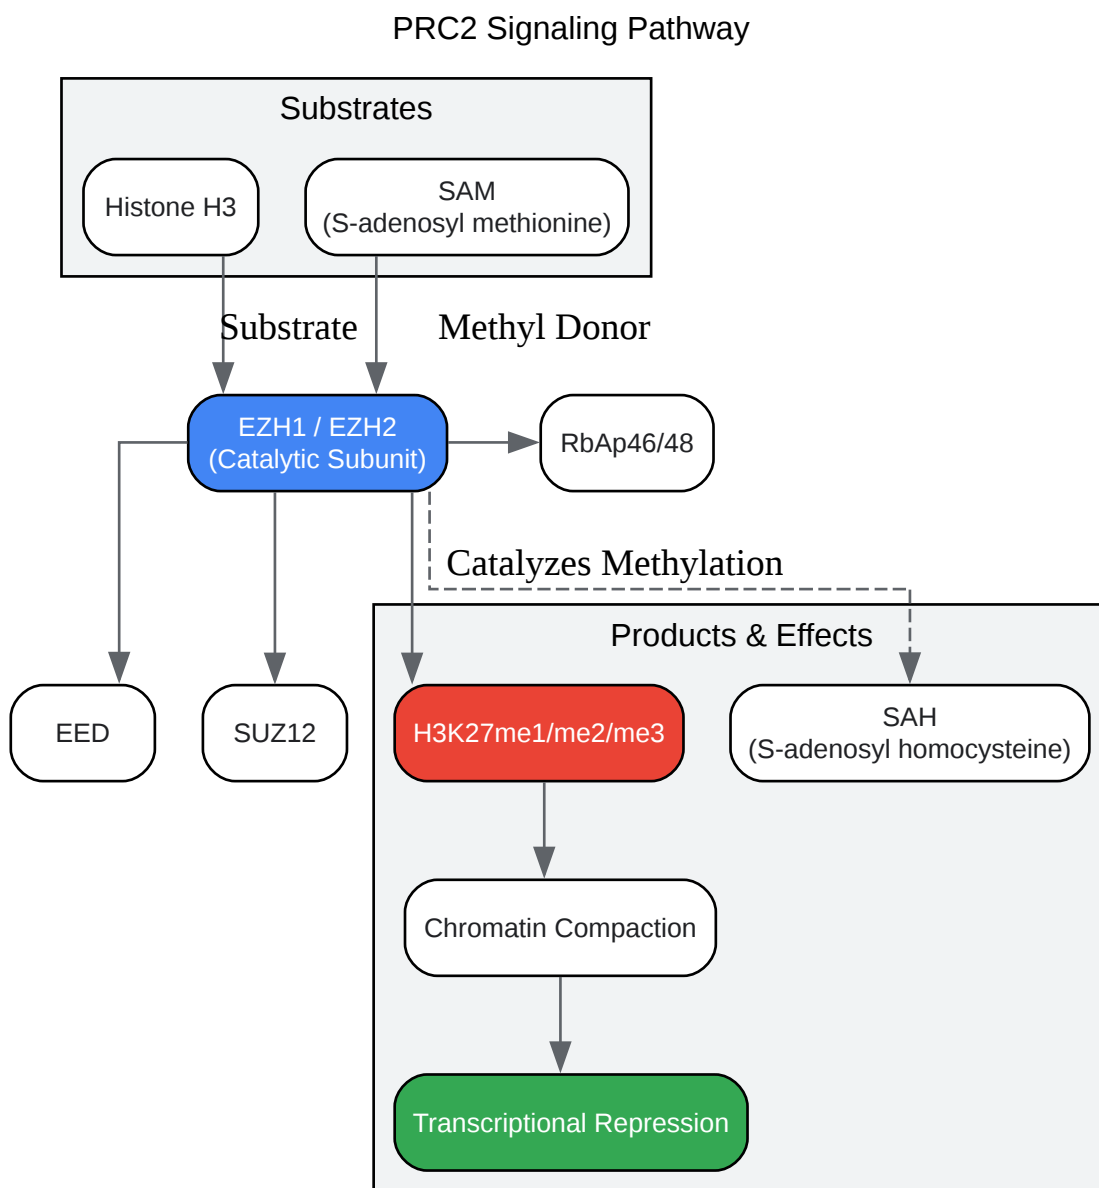 PRC2 Signaling Pathway
Substrates
Histone H3
SAM
(S-adenosyl methionine)
Substrate
Methyl Donor
EZH1 / EZH2
(Catalytic Subunit)
RbAp46/48
Catalyzes Methylation
Products & Effects
EED
SUZ12
H3K27me1/me2/me3
SAH
(S-adenosyl homocysteine)
Chromatin Compaction
Transcriptional Repression